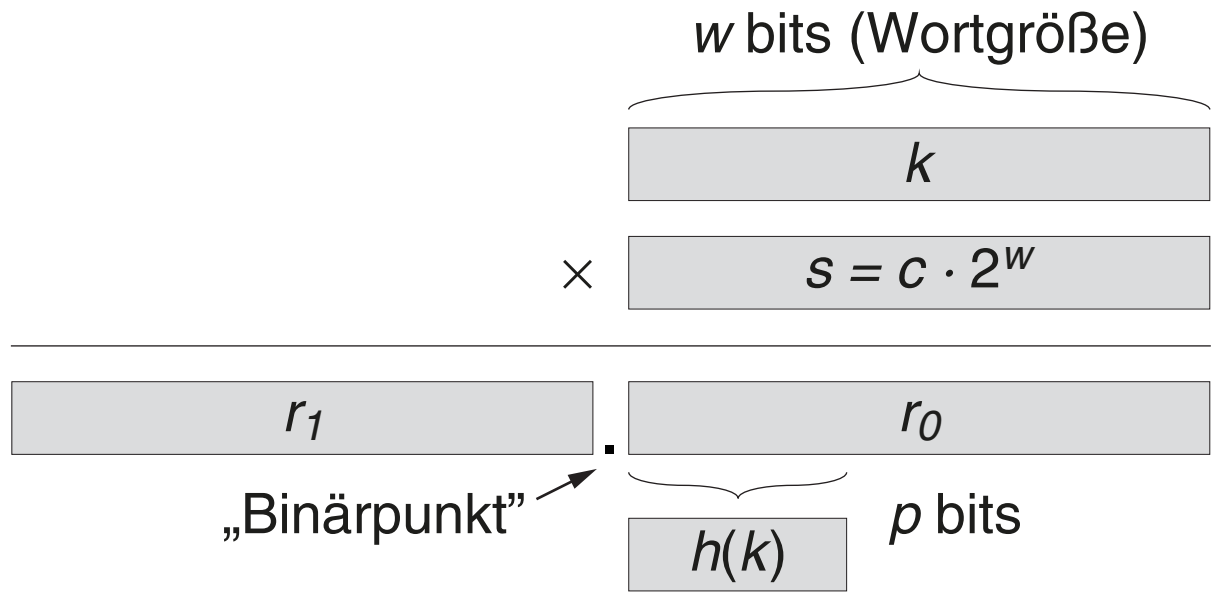 w bits (Wortgröße)
k
× s = c · 2^w
r_1 . r_0
„Binärpunkt”
p bits
h(k)